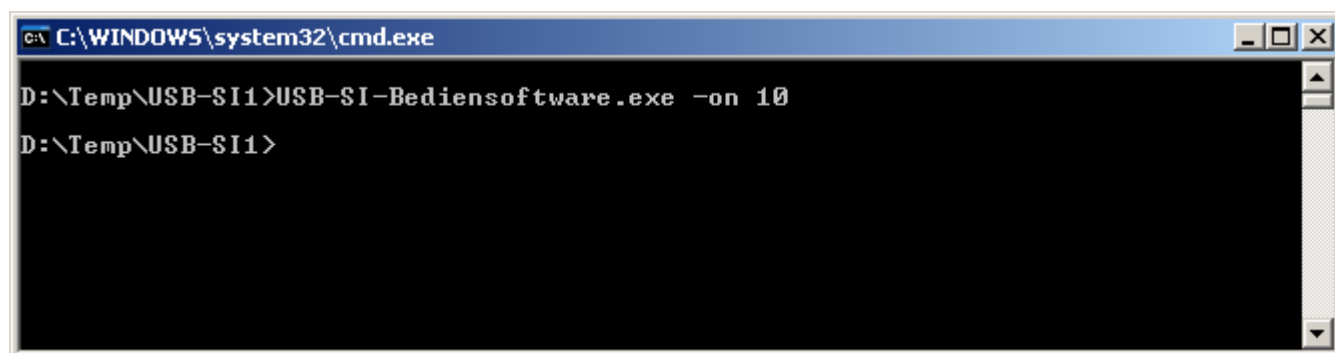 C:\WINDOWS\system32\cmd.exe
D:\Temp\USB-SI1>USB-SI-Bediensoftware.exe -on 10
D:\Temp\USB-SI1>